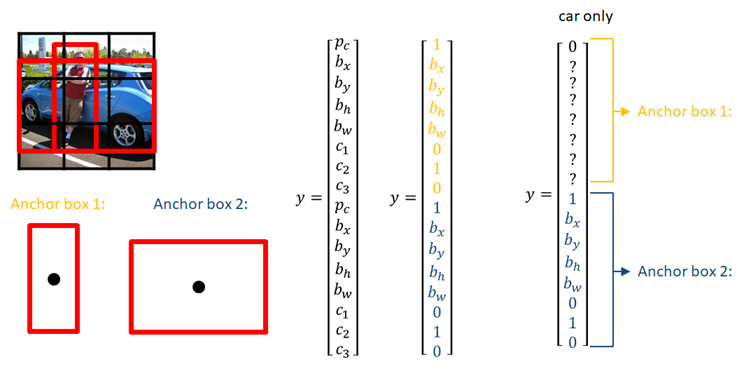 car only
Anchor box 1:
Anchor box 2:
y =
p_c
b_x
b_y
b_h
b_w
c_1
c_2
c_3
p_c
b_x
b_y
b_h
b_w
c_1
c_2
c_3
y =
1
b_x
b_y
b_h
b_w
0
1
0
1
b_x
b_y
b_h
b_w
0
1
0
y =
0
?
?
?
?
?
?
?
1
b_x
b_y
b_h
b_w
0
1
0
Anchor box 1:
Anchor box 2: